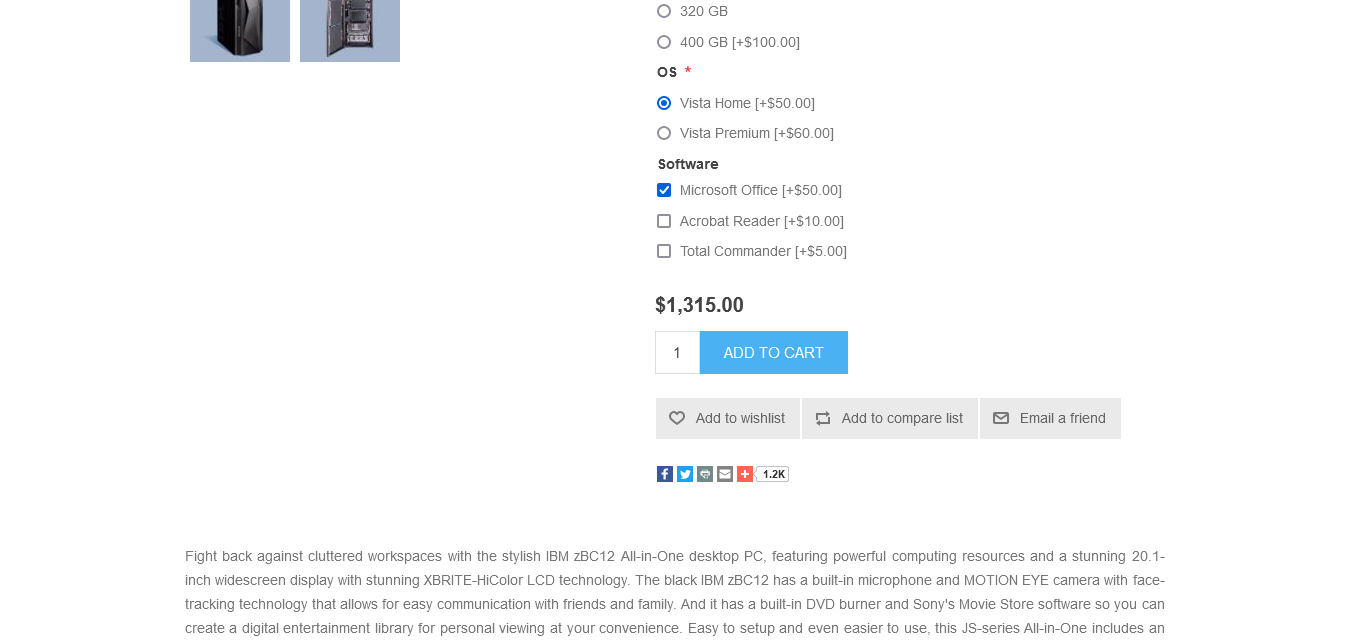 320 GB
400 GB [+$100.00]
OS *
Vista Home [+$50.00]
Vista Premium [+$60.00]
Software
Microsoft Office [+$50.00]
Acrobat Reader [+$10.00]
Total Commander [+$5.00]
$1,315.00
1 ADD TO CART
Add to wishlist Add to compare list Email a friend
1.2K
Fight back against cluttered workspaces with the stylish IBM zBC12 All-in-One desktop PC, featuring powerful computing resources and a stunning 20.1-
inch widescreen display with stunning XBRITE-HiColor LCD technology. The black IBM zBC12 has a built-in microphone and MOTION EYE camera with face-
tracking technology that allows for easy communication with friends and family. And it has a built-in DVD burner and Sony's Movie Store software so you can
create a digital entertainment library for personal viewing at your convenience. Easy to setup and even easier to use, this JS-series All-in-One includes an